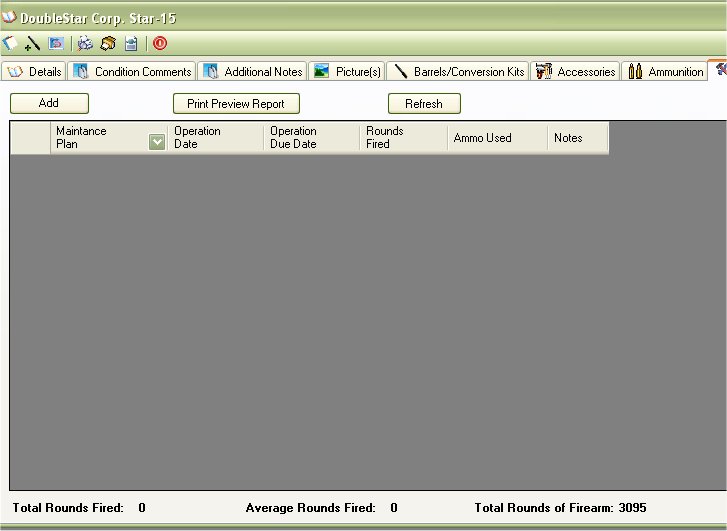 DoubleStar Corp. Star-15
Details Condition Comments Additional Notes Picture(s) Barrels/Conversion Kits Accessories Ammunition
Add Print Preview Report Refresh
Maintance Plan Operation Date Operation Due Date Rounds Fired Ammo Used Notes
Total Rounds Fired: 0 Average Rounds Fired: 0 Total Rounds of Firearm: 3095